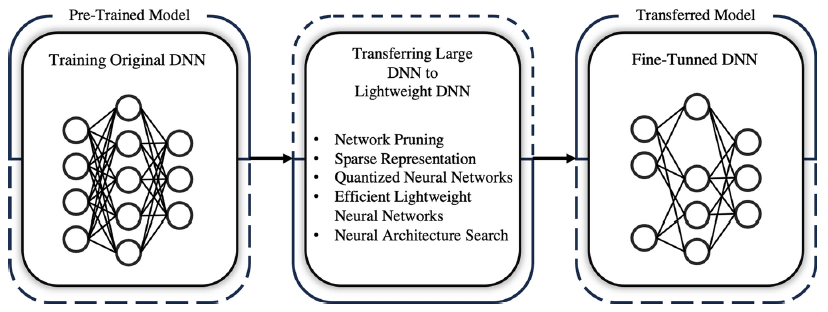 Pre-Trained Model
Training Original DNN
Transferring Large
DNN to
Lightweight DNN
• Network Pruning
• Sparse Representation
• Quantized Neural Networks
• Efficient Lightweight
Neural Networks
• Neural Architecture Search
Transferred Model
Fine-Tunned DNN